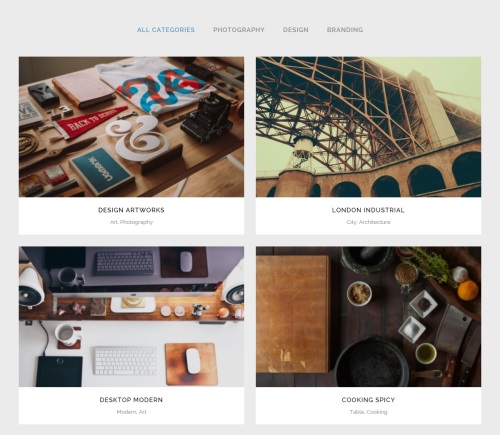 ALL CATEGORIES PHOTOGRAPHY DESIGN BRANDING
BACK TO DESIGN
&
DESIGN ARTWORKS
Art, Photography
LONDON INDUSTRIAL
City, Architecture
DESKTOP MODERN
Modern, Art
COOKING SPICY
Table, Cooking